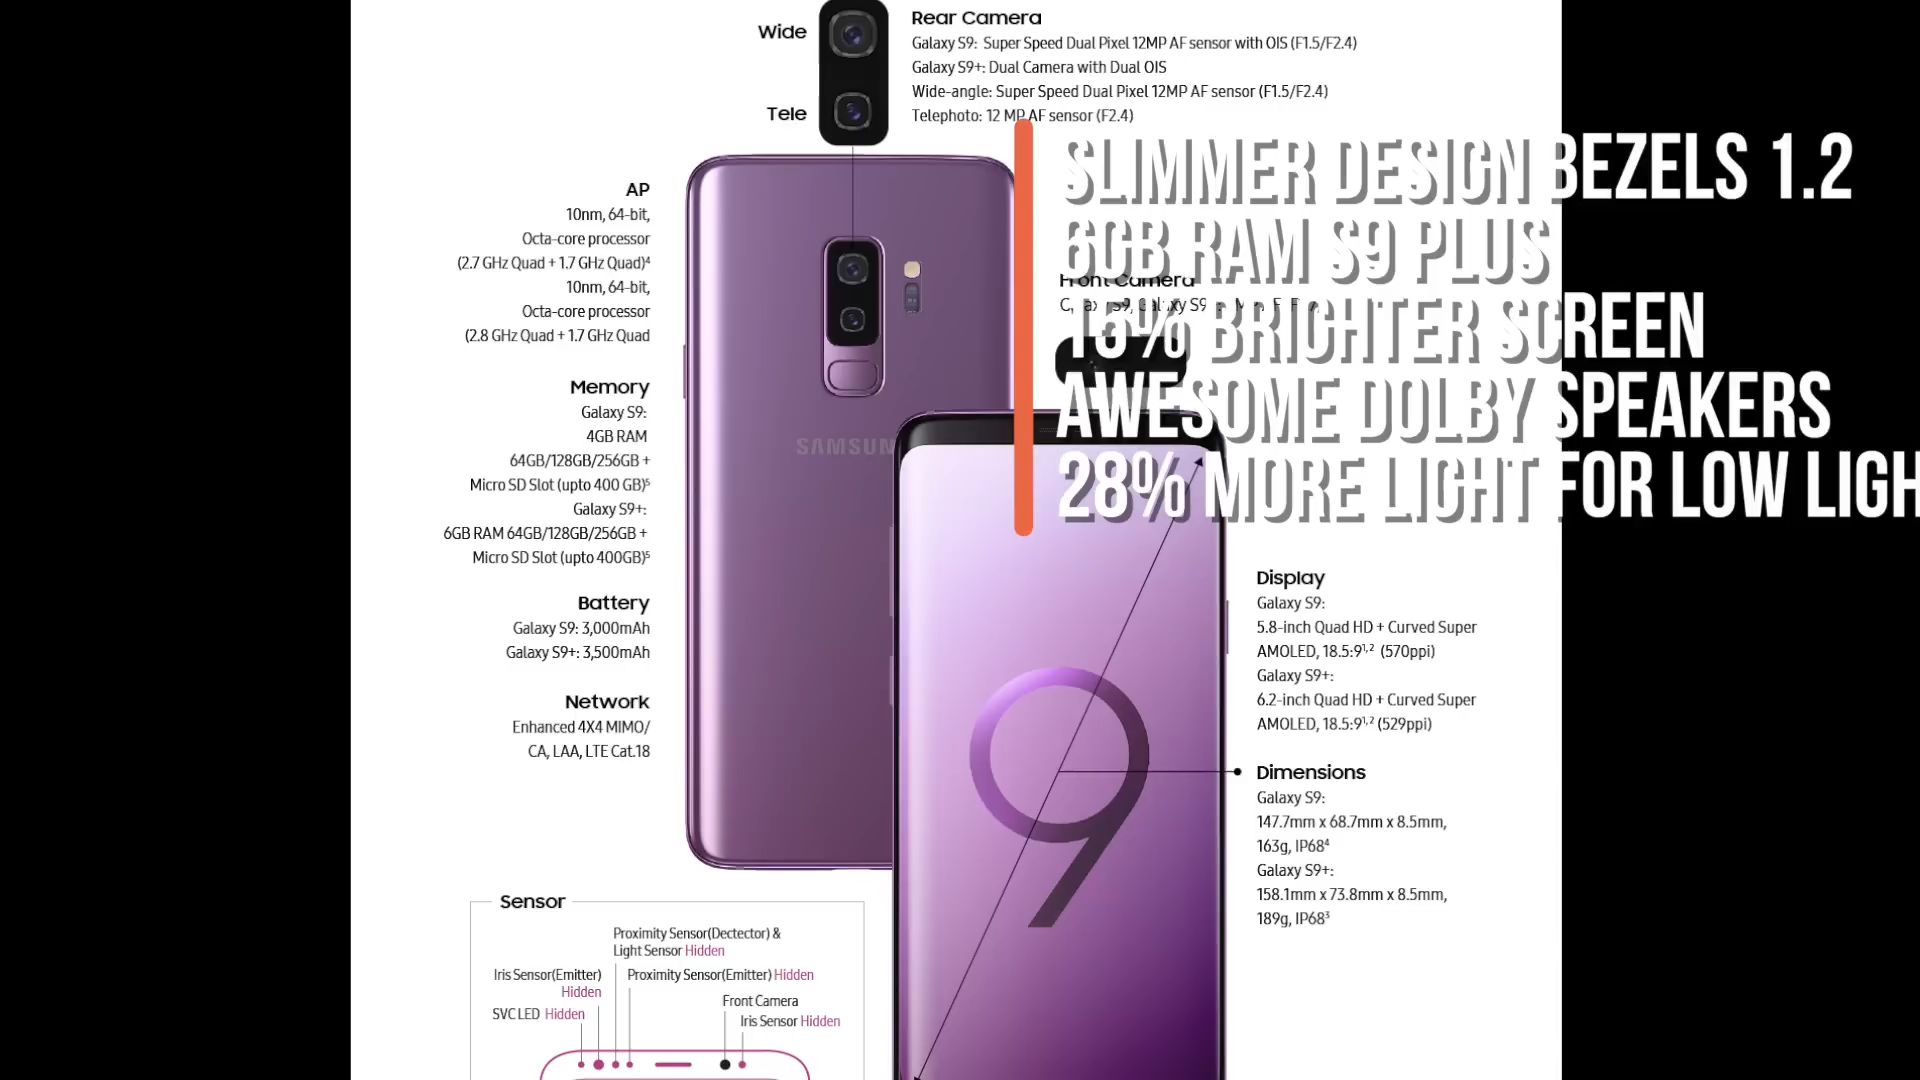 Wide
Tele
Rear Camera
Galaxy S9: Super Speed Dual Pixel 12MP AF sensor with OIS (F1.5/F2.4)
Galaxy S9+: Dual Camera with Dual OIS
Wide-angle: Super Speed Dual Pixel 12MP AF sensor (F1.5/F2.4)
Telephoto: 12 MP AF sensor (F2.4)
SLIMMER DESIGN BEZELS 1.2
6GB RAM S9 PLUS
15% BRIGHTER SCREEN
AWESOME DOLBY SPEAKERS
28% MORE LIGHT FOR LOW LIGH
Front Camera
AP
10nm, 64-bit,
Octa-core processor
(2.7 GHz Quad + 1.7 GHz Quad)⁴
10nm, 64-bit,
Octa-core processor
(2.8 GHz Quad + 1.7 GHz Quad
Memory
Galaxy S9:
4GB RAM
64GB/128GB/256GB +
Micro SD Slot (upto 400 GB)⁵
Galaxy S9+:
6GB RAM 64GB/128GB/256GB +
Micro SD Slot (upto 400GB)⁵
Battery
Galaxy S9: 3,000mAh
Galaxy S9+: 3,500mAh
Network
Enhanced 4X4 MIMO/
CA, LAA, LTE Cat.18
SAMSUN
Display
Galaxy S9:
5.8-inch Quad HD + Curved Super
AMOLED, 18.5:9¹,² (570ppi)
Galaxy S9+:
6.2-inch Quad HD + Curved Super
AMOLED, 18.5:9¹,² (529ppi)
Dimensions
Galaxy S9:
147.7mm x 68.7mm x 8.5mm,
163g, IP68⁴
Galaxy S9+:
158.1mm x 73.8mm x 8.5mm,
189g, IP68³
9
Sensor
Proximity Sensor(Dectector) &
Light Sensor Hidden
Iris Sensor(Emitter)
Hidden
Proximity Sensor(Emitter) Hidden
SVC LED Hidden
Front Camera
Iris Sensor Hidden